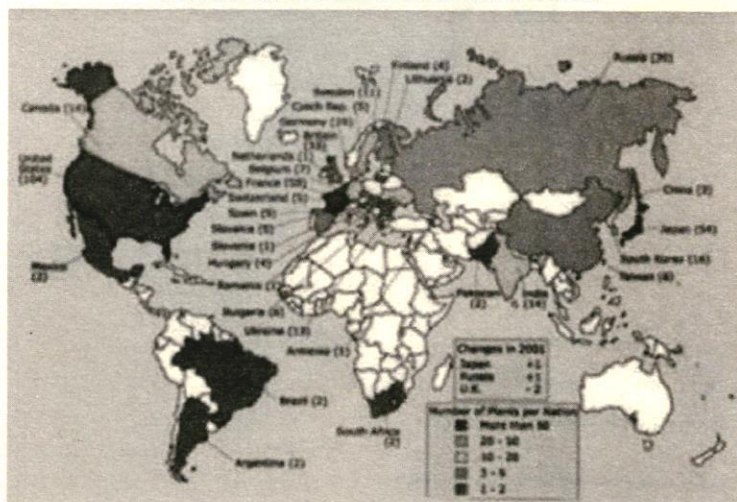 Finland (4)
Lithuania (2)
Russia (30)
Sweden (11)
Czech Rep. (5)
Germany (19)
Britain
Canada (14)
Netherlands (1)
Belgium (7)
France (59)
Switzerland (5)
United
States
(104)
Spain (9)
China (3)
Japan (54)
Slovenia (1)
Mexico
(2)
South Korea (16)
Taiwan (6)
Hungary (4)
Romania (1)
Pakistan
(2)
India
(14)
Bulgaria (6)
Ukraine (13)
Armenia (1)
Changes in 2001
Japan +1
Russia +1
U.K. - 2
Number of Plants per Nation
More than 50
20 - 50
10 - 20
3 - 9
1 - 2
Brazil (2)
South Africa
(2)
Argentina (2)